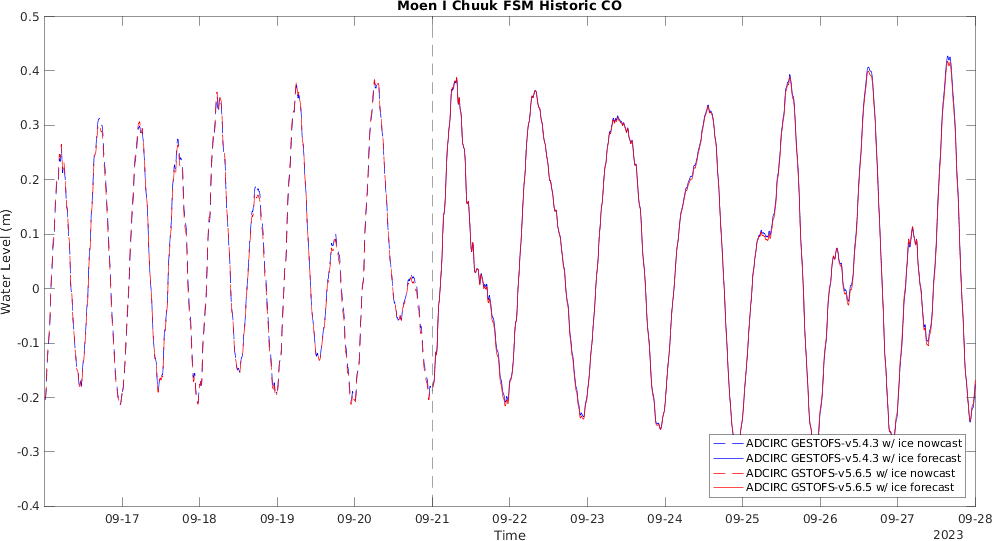 Moen I Chuuk FSM Historic CO
0.5
0.4
0.3
0.2
0.1
0
-0.1
-0.2
-0.3
-0.4
Water Level (m)
ADCIRC GESTOFS-v5.4.3 w/ ice nowcast
ADCIRC GESTOFS-v5.4.3 w/ ice forecast
ADCIRC GSTOFS-v5.6.5 w/ ice nowcast
ADCIRC GSTOFS-v5.6.5 w/ ice forecast
09-17 09-18 09-19 09-20 09-21 09-22 09-23 09-24 09-25 09-26 09-27 09-28
Time
2023